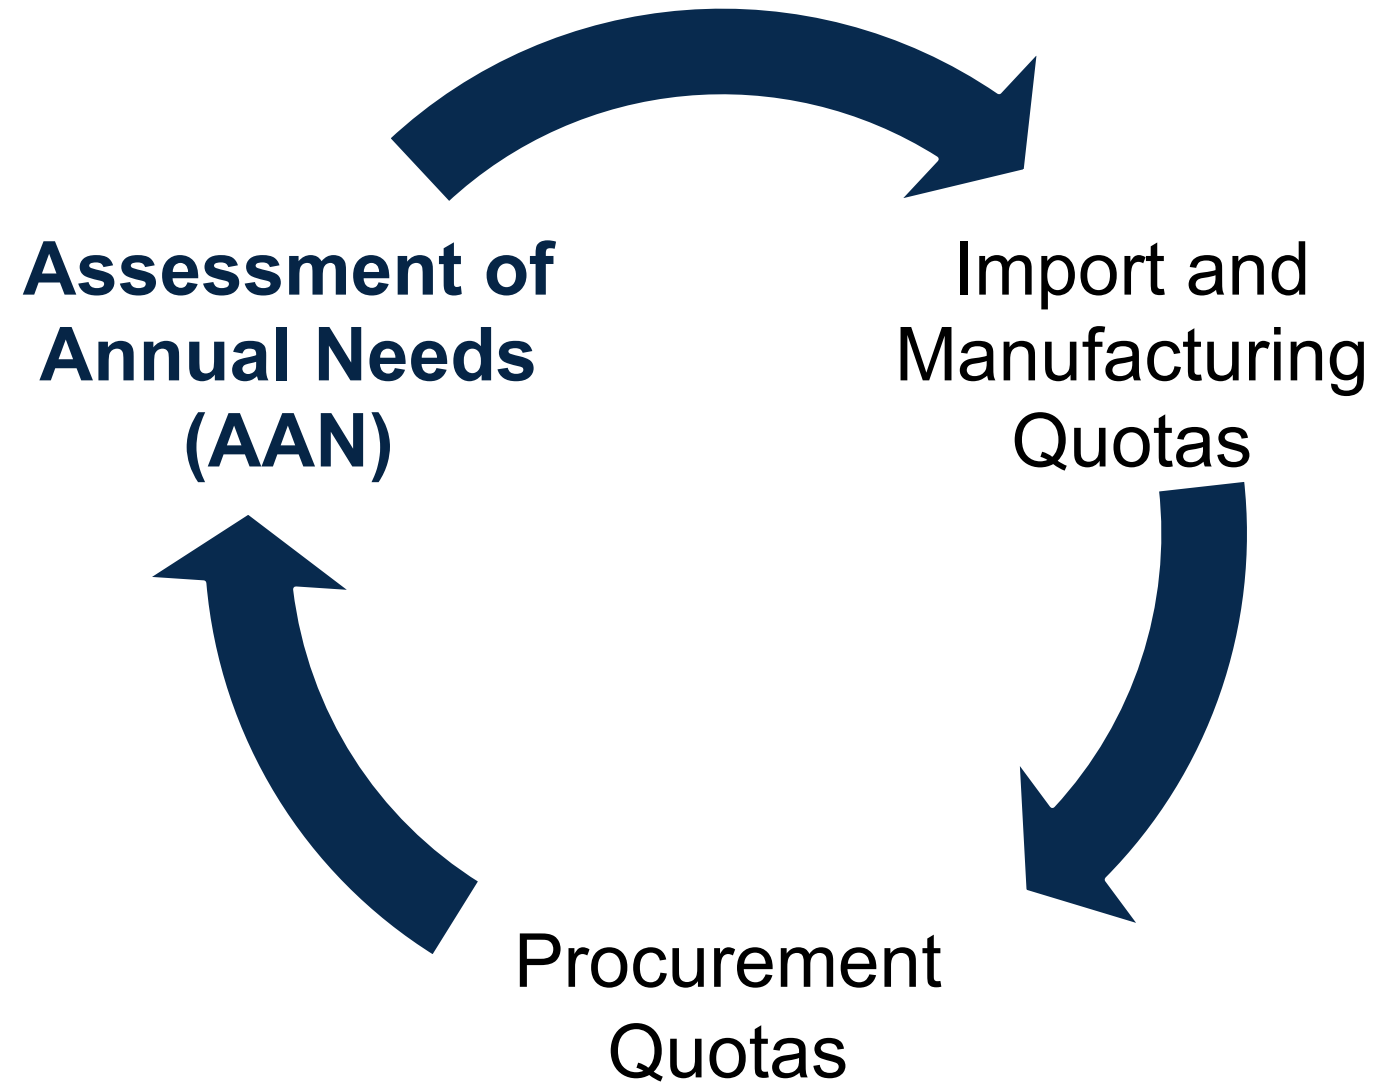 Assessment of
Annual Needs
(AAN)
Import and
Manufacturing
Quotas
Procurement
Quotas